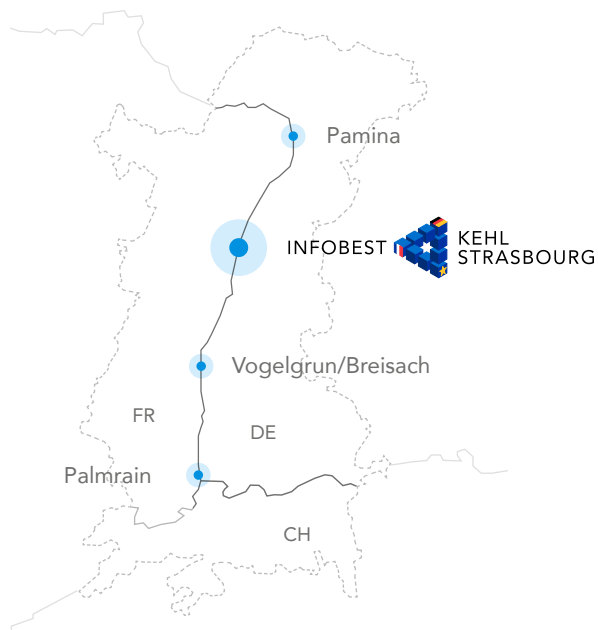 Pamina
INFOBEST
KEHL
STRASBOURG
Vogelgrun/Breisach
FR
DE
Palmrain
CH